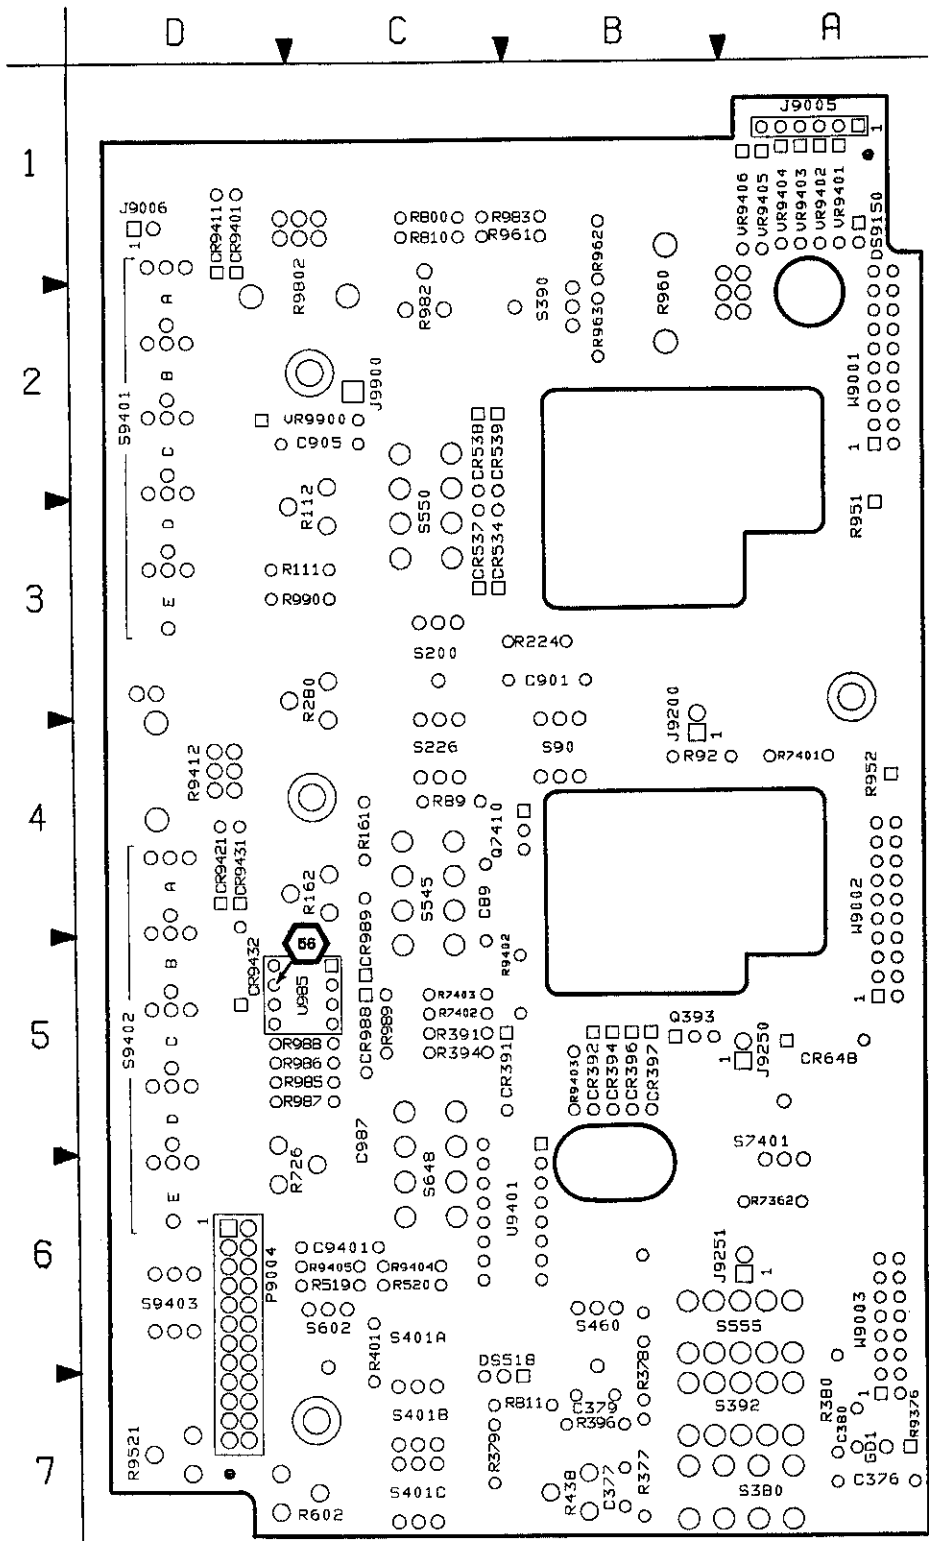 D C B A
J9005
1
1
J9006
1
CR9411
CR9401
R9802
R800
R810
R983
R961
R982
S390
R962
R963
R960
VR9406
VR9405
VR9404
VR9403
VR9402
VR9401
DS9150
2
S9401
A
B
C
D
E
J9900
VR9900
C905
CR538
CR539
W9001
1
R112
S550
CR537
CR534
R951
3
R111
R990
S200
R224
C901
R280
S226
S90
J9200
1
R92
R7401
R952
4
R9412
R89
Q7410
R161
CR9421
CR9431
R162
S545
C89
CR989
W9002
1
S9402
A
B
C
D
E
56
CR9432
U985
R9402
5
CR988
R989
R7403
R7402
R391
R394
CR391
R988
R986
R985
R987
R9403
CR392
CR394
CR396
CR397
Q393
J9250
1
CR648
C987
R726
S648
U9401
S7401
R7362
6
1
P9004
C9401
R9405
R9404
R519
R520
S9403
S602
R401
S401A
S460
J9251
1
S555
W9003
1
DS518
R378
R811
C379
R396
S392
R380
C380
GD1
R9376
7
R9521
S401B
R379
S401C
R602
R438
C377
R377
S380
C376